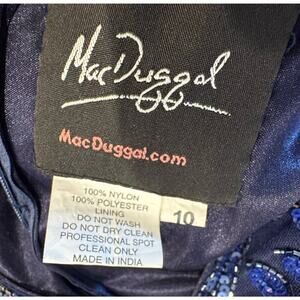 MacDuggal
MacDuggal.com
100% NYLON
100% POLYESTER
LINING
DO NOT WASH
DO NOT DRY CLEAN
PROFESSIONAL SPOT
CLEAN ONLY
MADE IN INDIA
10